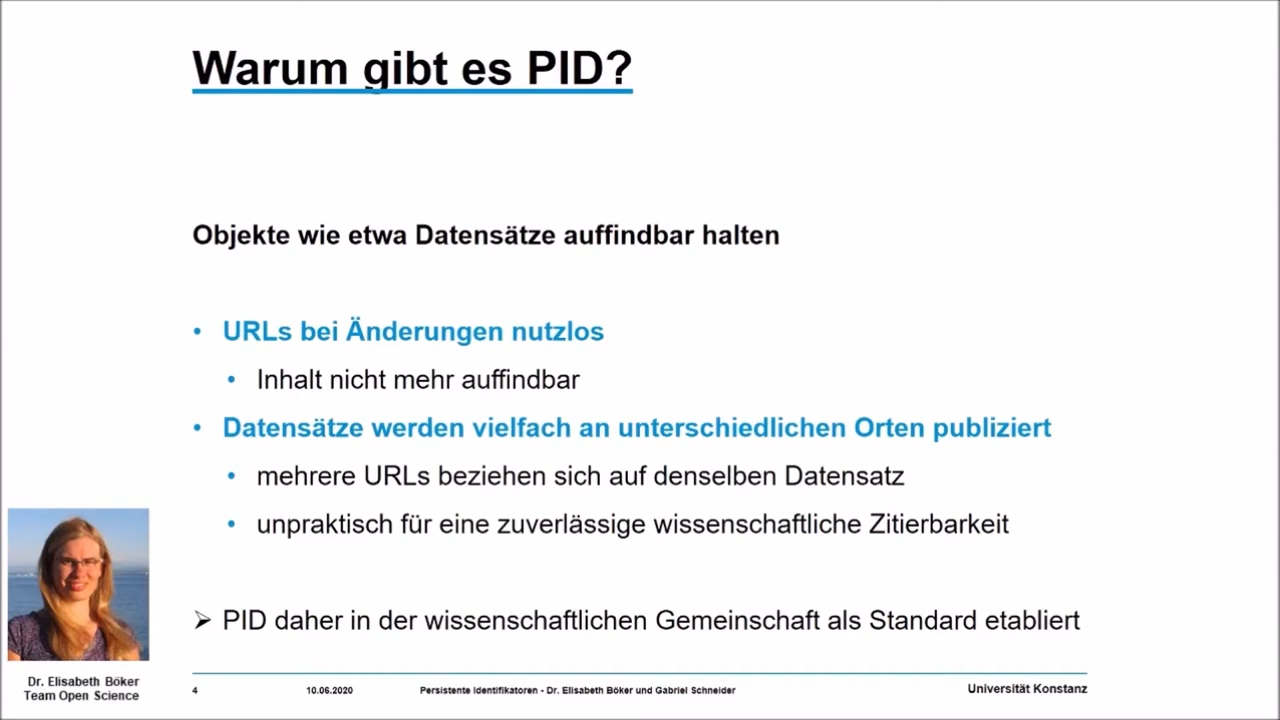 Warum gibt es PID?
Objekte wie etwa Datensätze auffindbar halten
• URLs bei Änderungen nutzlos
• Inhalt nicht mehr auffindbar
• Datensätze werden vielfach an unterschiedlichen Orten publiziert
• mehrere URLs beziehen sich auf denselben Datensatz
• unpraktisch für eine zuverlässige wissenschaftliche Zitierbarkeit
➢ PID daher in der wissenschaftlichen Gemeinschaft als Standard etabliert
Dr. Elisabeth Böker
Team Open Science
4 10.06.2020 Persistente Identifikatoren - Dr. Elisabeth Böker und Gabriel Schneider Universität Konstanz